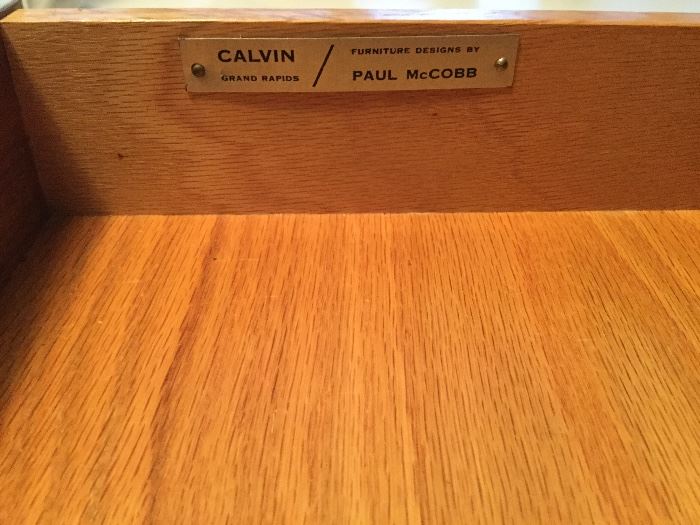 CALVIN
GRAND RAPIDS
/
FURNITURE DESIGNS BY
PAUL McCOBB